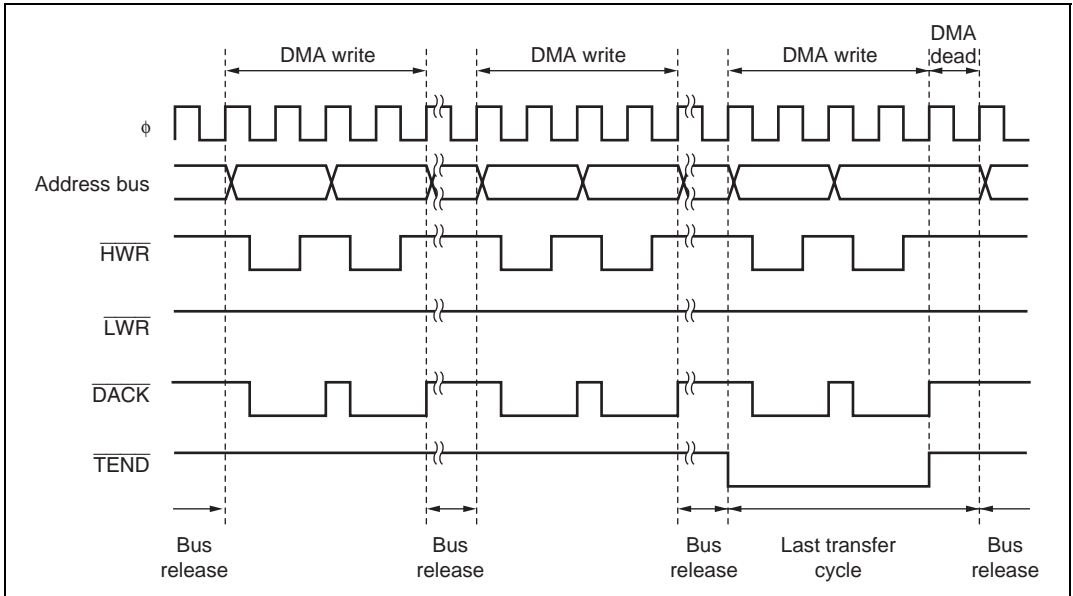 DMA write
DMA write
DMA write
DMA
dead
ϕ
Address bus
HWR
LWR
DACK
TEND
Bus
release
Bus
release
Bus
release
Last transfer
cycle
Bus
release